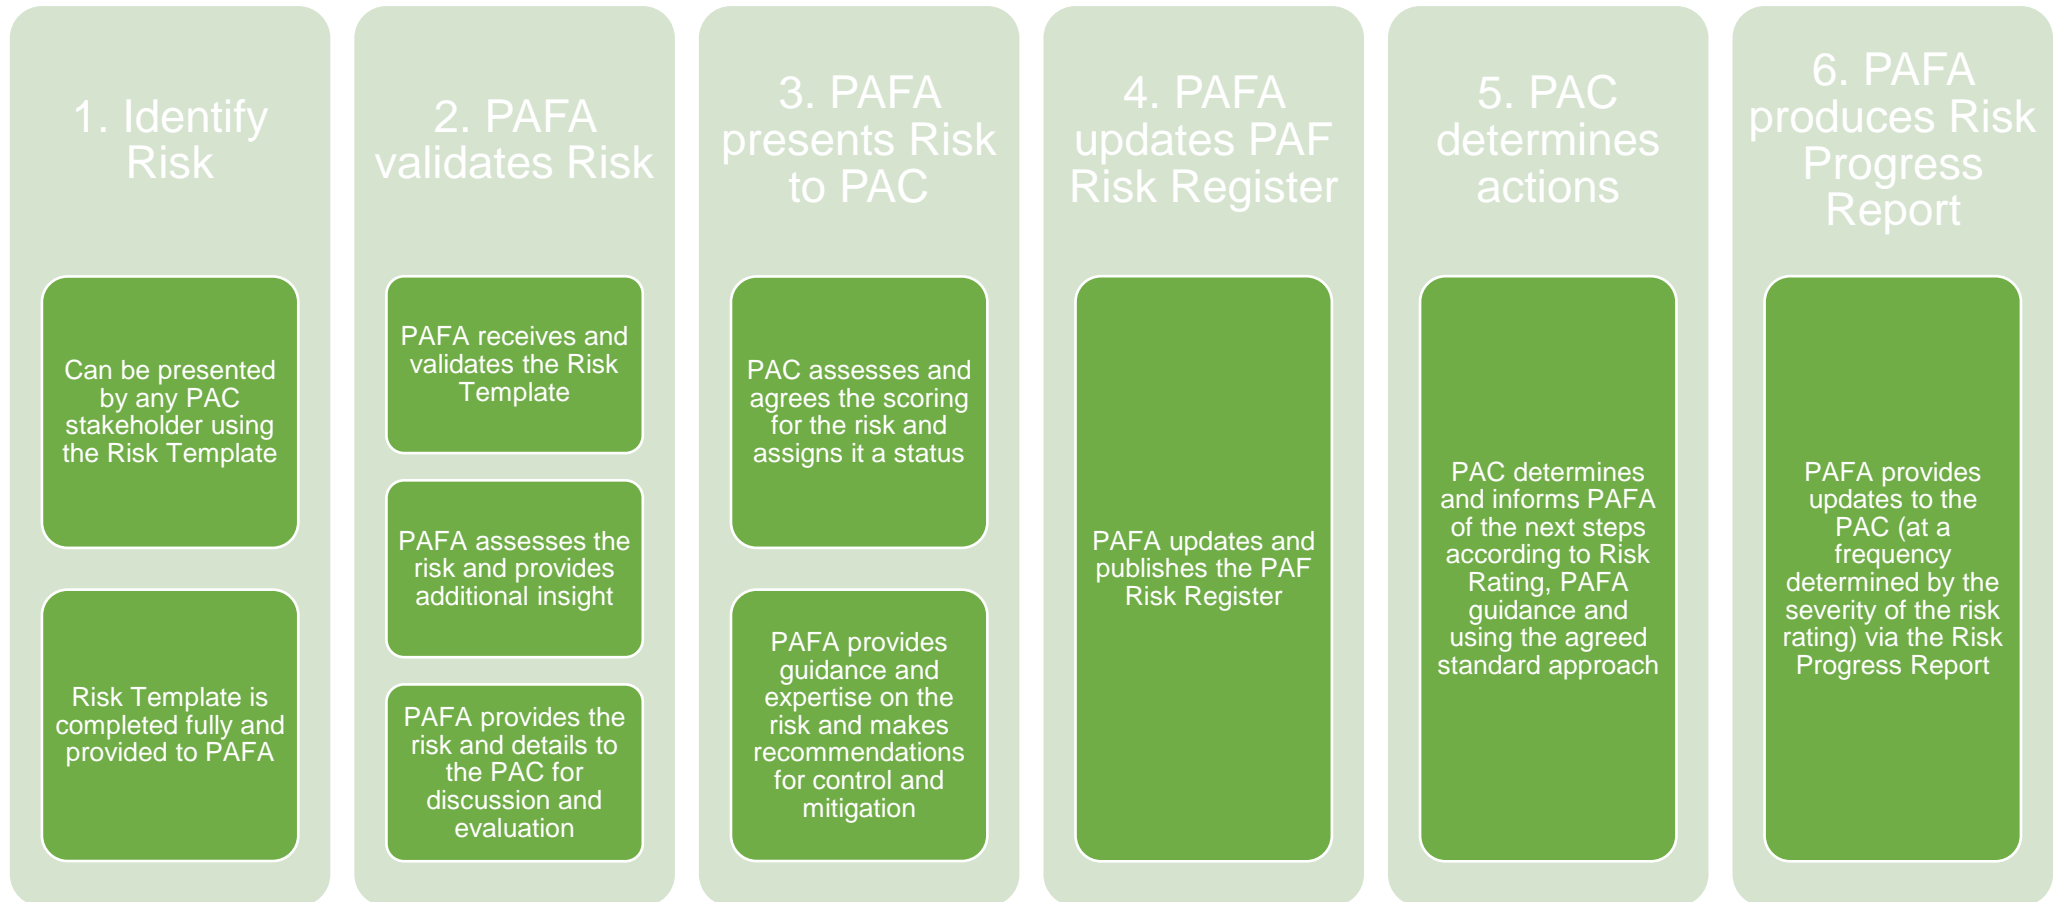 1. Identify
Risk
Can be presented
by any PAC
stakeholder using
the Risk Template
Risk Template is
completed fully and
provided to PAFA
2. PAFA
validates Risk
PAFA receives and
validates the Risk
Template
PAFA assesses the
risk and provides
additional insight
PAFA provides the
risk and details to
the PAC for
discussion and
evaluation
3. PAFA
presents Risk
to PAC
PAC assesses and
agrees the scoring
for the risk and
assigns it a status
PAFA provides
guidance and
expertise on the
risk and makes
recommendations
for control and
mitigation
4. PAFA
updates PAF
Risk Register
PAFA updates and
publishes the PAF
Risk Register
5. PAC
determines
actions
PAC determines
and informs PAFA
of the next steps
according to Risk
Rating, PAFA
guidance and
using the agreed
standard approach
6. PAFA
produces Risk
Progress
Report
PAFA provides
updates to the
PAC (at a
frequency
determined by the
severity of the risk
rating) via the Risk
Progress Report